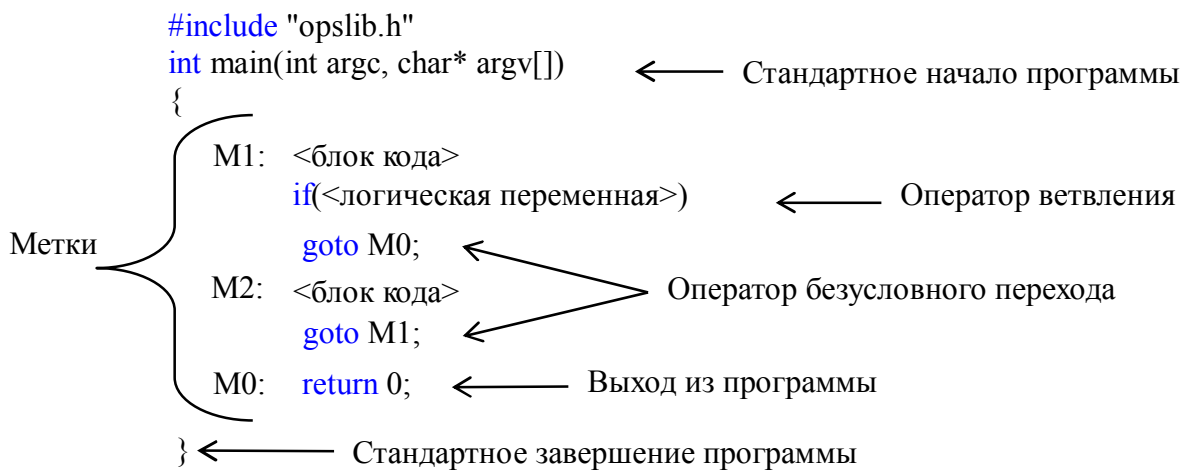 #include "opslib.h"
int main(int argc, char* argv[]) Стандартное начало программы
{
M1: <блок кода>
if(<логическая переменная>) Оператор ветвления
Метки goto M0;
M2: <блок кода> Оператор безусловного перехода
goto M1;
M0: return 0; Выход из программы
} Стандартное завершение программы